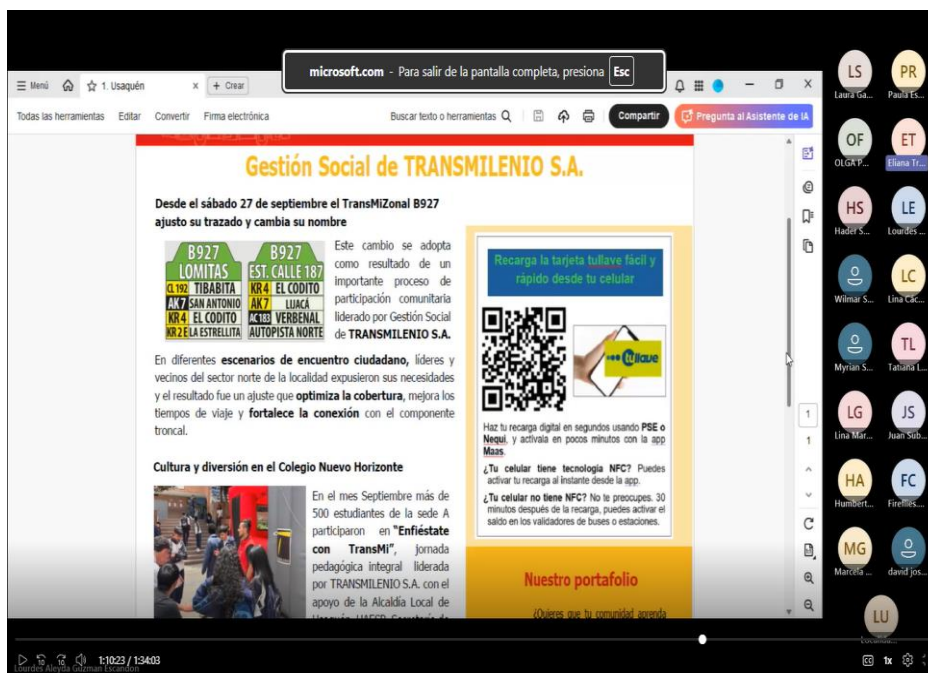 microsoft.com - Para salir de la pantalla completa, presiona Esc
Menú
1. Usaquén
+ Crear
Todas las herramientas Editar Convertir Firma electrónica
Buscar texto o herramientas
Compartir
Pregunta al Asistente de IA
Gestión Social de TRANSMILENIO S.A.
Desde el sábado 27 de septiembre el TransMiZonal B927
ajusto su trazado y cambia su nombre
B927
LOMITAS
CL 192 TIBABITA
AK7 SAN ANTONIO
KR4 EL CODITO
KR2E LA ESTRELLITA
B927
EST. CALLE 187
KR4 EL CODITO
AK7 LIJACÁ
AC183 VERBENAL
AUTOPISTA NORTE
Este cambio se adopta
como resultado de un
importante proceso de
participación comunitaria
liderado por Gestión Social
de TRANSMILENIO S.A.
En diferentes escenarios de encuentro ciudadano, líderes y
vecinos del sector norte de la localidad expusieron sus necesidades
y el resultado fue un ajuste que optimiza la cobertura, mejora los
tiempos de viaje y fortalece la conexión con el componente
troncal.
Cultura y diversión en el Colegio Nuevo Horizonte
En el mes Septiembre más de
500 estudiantes de la sede A
participaron en "Enfiéstate
con TransMi", jornada
pedagógica integral liderada
por TRANSMILENIO S.A. con el
apoyo de la Alcaldía Local de
Recarga la tarjeta tullave fácil y
rápido desde tu celular
tullave
Haz tu recarga digital en segundos usando PSE o
Nequi, y actívala en pocos minutos con la app
Maas.
¿Tu celular tiene tecnología NFC? Puedes
activar tu recarga al instante desde la app.
¿Tu celular no tiene NFC? No te preocupes. 30
minutos después de la recarga, puedes activar el
saldo en los validadores de buses o estaciones.
Nuestro portafolio
¿Quieres que tu comunidad aprenda
1
1
LS
Laura Ga...
PR
Paula Es...
OF
OLGA P...
ET
Eliana Tr...
HS
Hader S...
LE
Lourdes ...
Wilmar S...
LC
Lina Các...
Myrian S...
TL
Tatiana L...
LG
Lina Mar...
JS
Juan Sub...
HA
Humbert...
FC
Fireflies...
MG
Marcela ...
david jos...
LU
10 10 1:10:23 / 1:34:03
Lourdes Aleyda Guzman Escandon
CC 1x